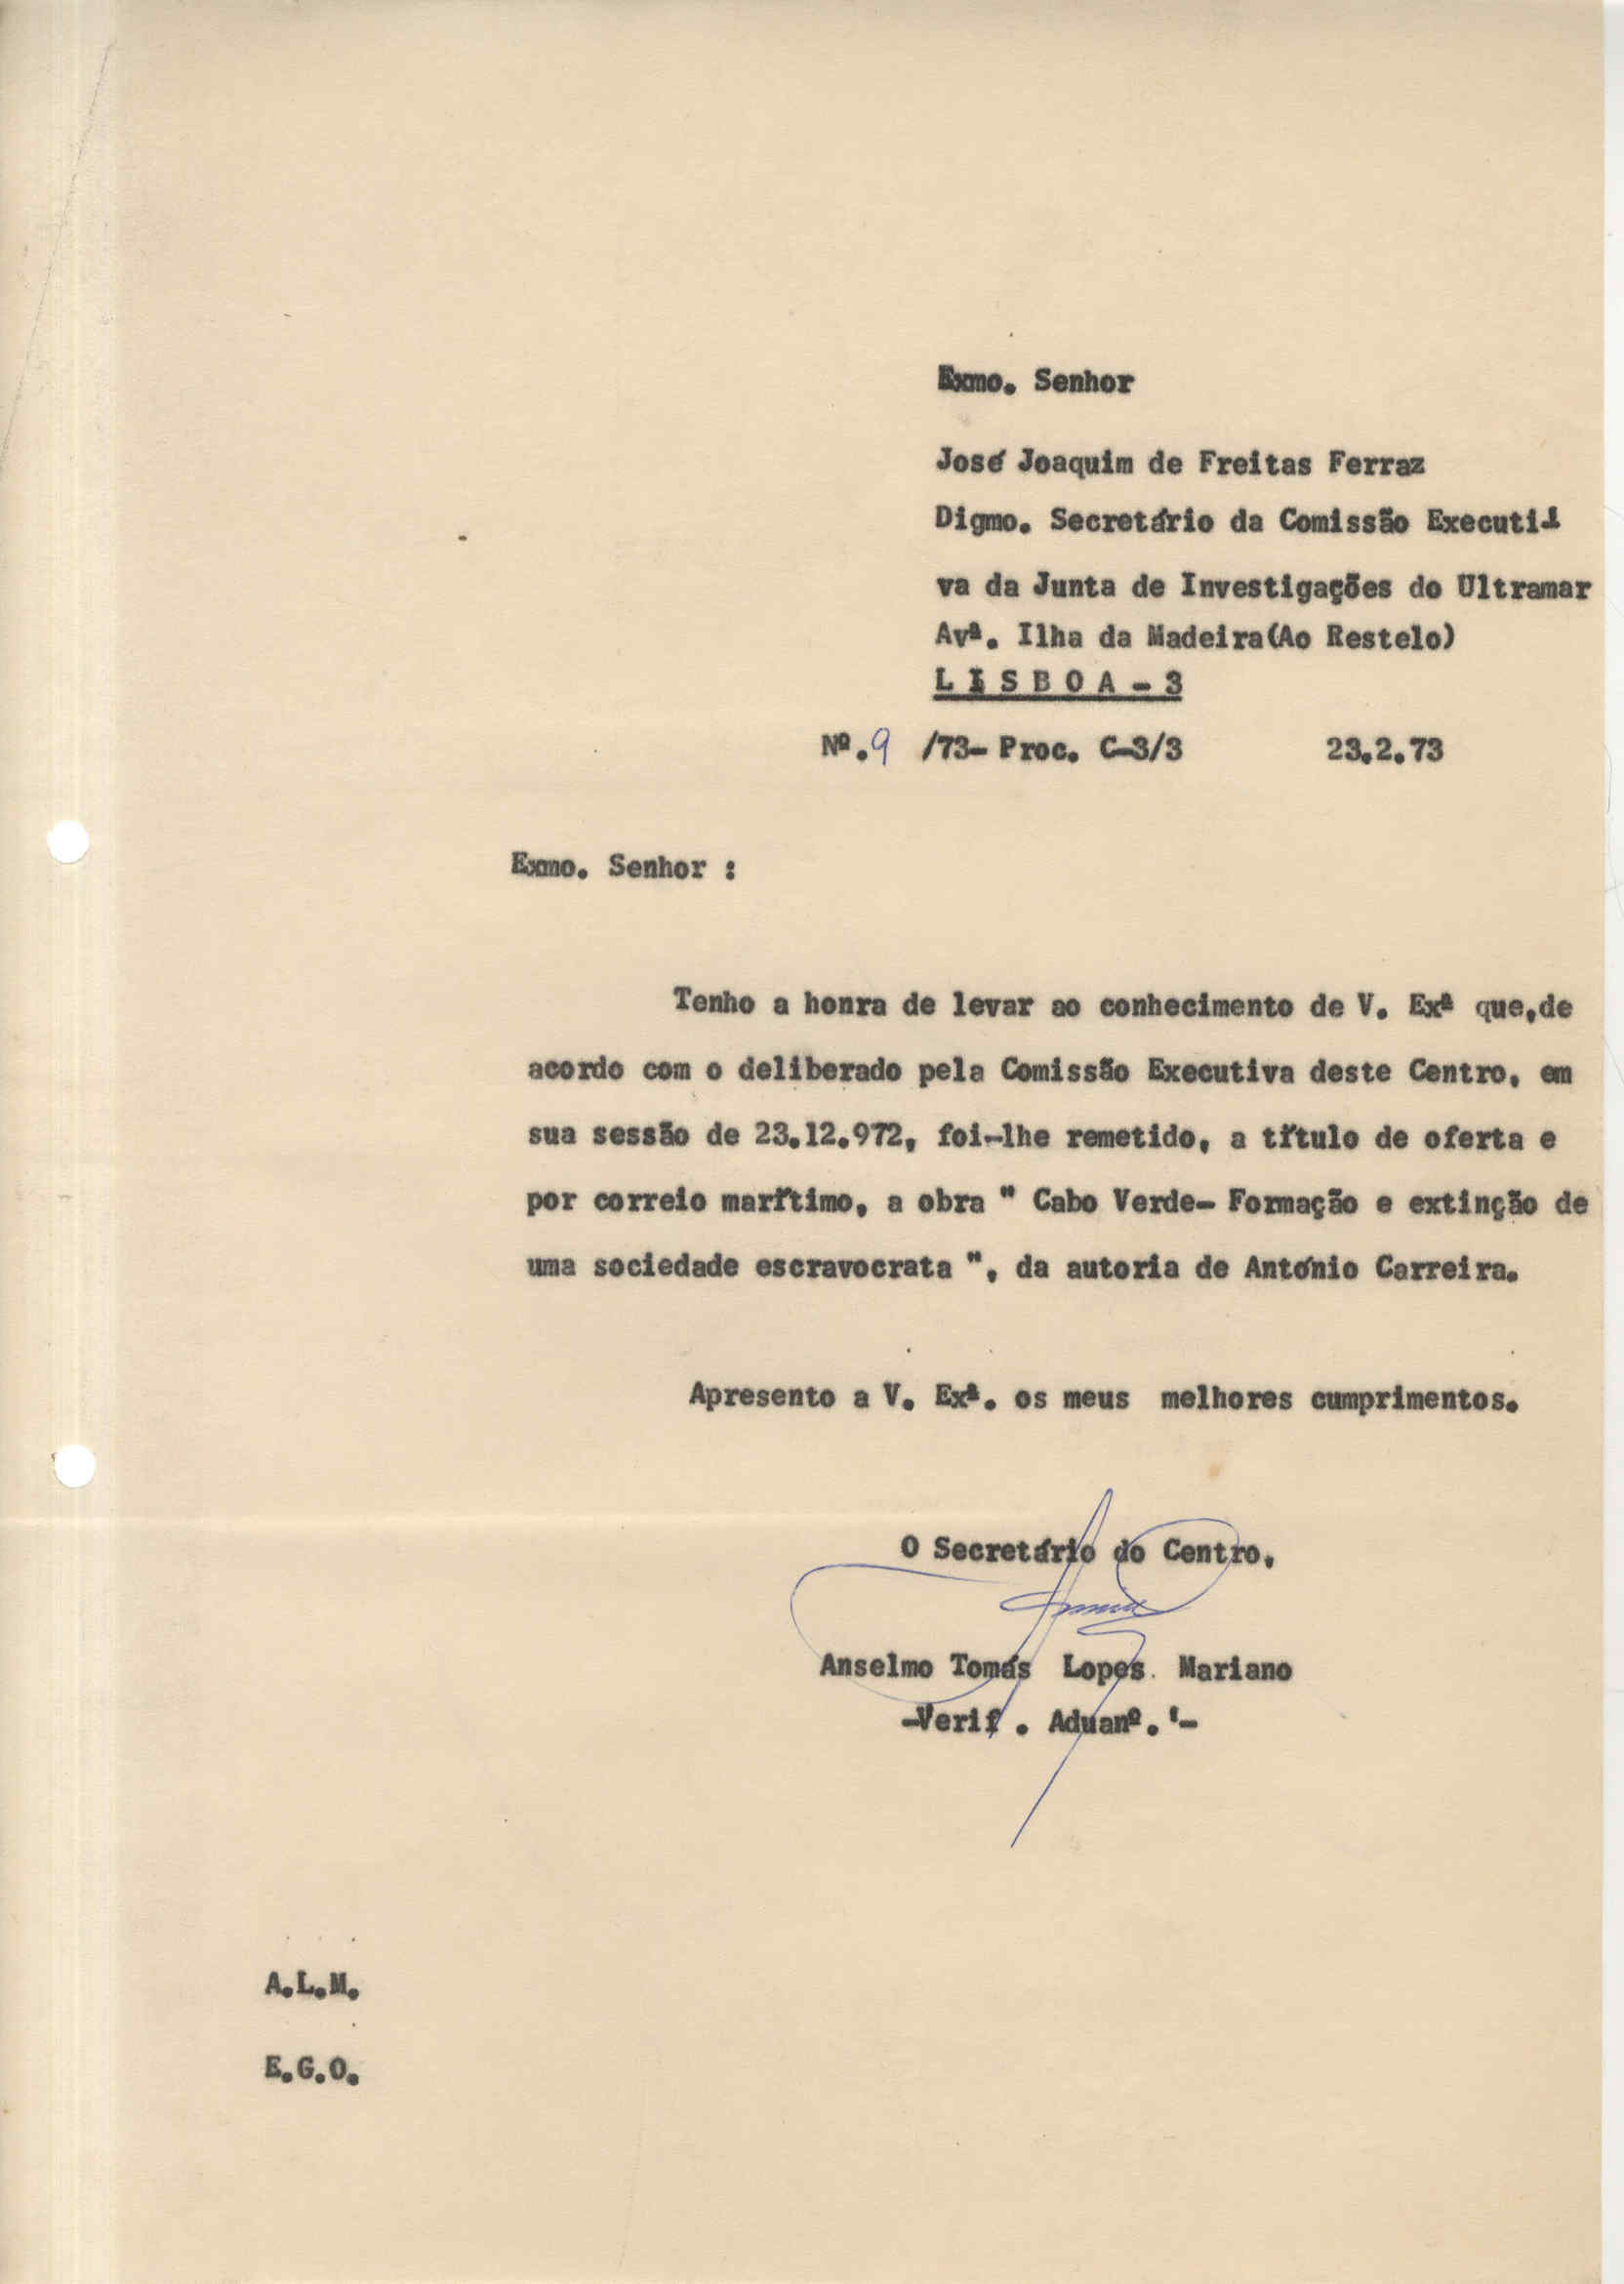 Exmo. Senhor
José Joaquim de Freitas Ferraz
Digmo. Secretário da Comissão Executi-
va da Junta de Investigações do Ultramar
Avª. Ilha da Madeira(Ao Restelo)
L I S B O A - 3
Nº.9 /73- Proc. C-3/3 23.2.73
Exmo. Senhor :
Tenho a honra de levar ao conhecimento de V. Exª que,de
acordo com o deliberado pela Comissão Executiva deste Centro, em
sua sessão de 23.12.972, foi-lhe remetido, a título de oferta e
por correio marítimo, a obra " Cabo Verde- Formação e extinção de
uma sociedade escravocrata ", da autoria de António Carreira.
Apresento a V. Exª. os meus melhores cumprimentos.
O Secretário do Centro,
Anselmo Tomás Lopes Mariano
-Verif . Aduanº. '-
A.L.M.
E.G.O.